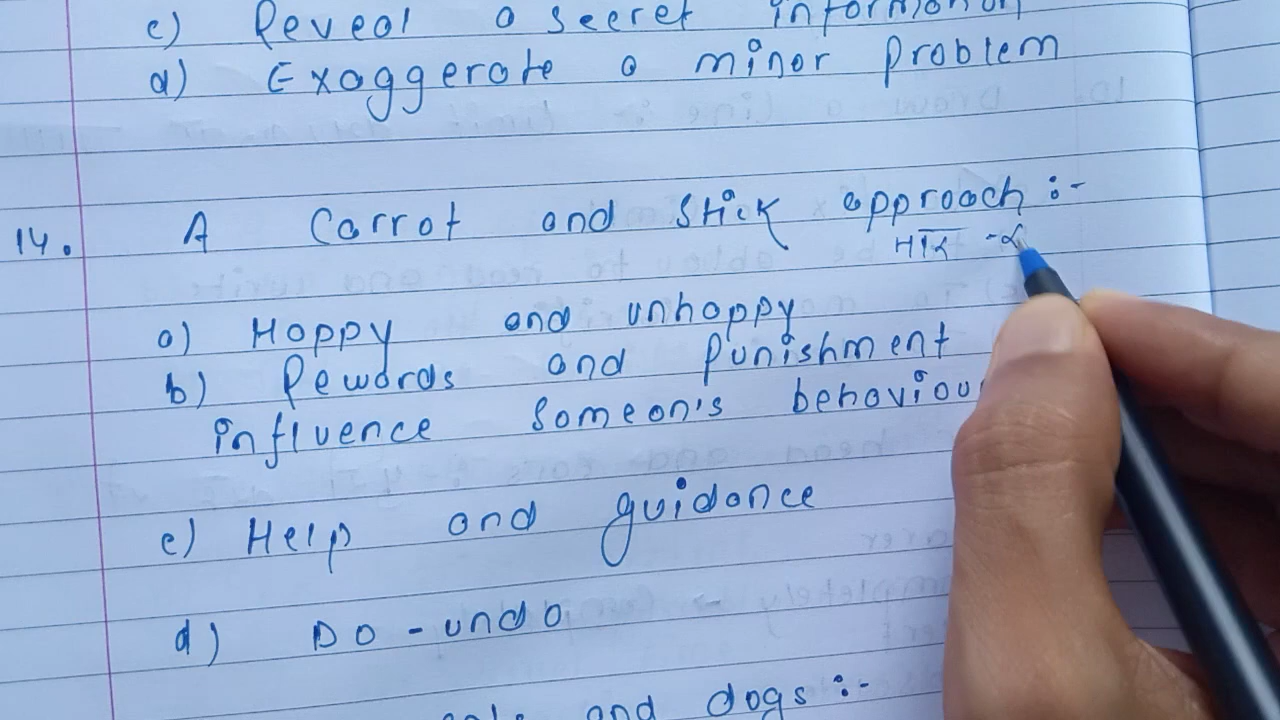 c) Reveal a secret information
d) Exaggerate a minor problem
14. A Carrot and stick approach :-
a) Happy and unhappy
b) Rewards and Punishment
influence Someon's behaviou
c) Help and guidance
d) Do - undo
and dogs :-